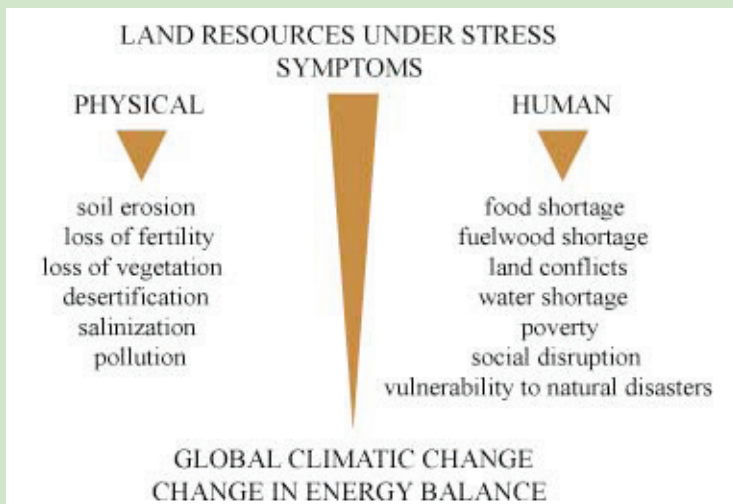 LAND RESOURCES UNDER STRESS
SYMPTOMS
PHYSICAL
soil erosion
loss of fertility
loss of vegetation
desertification
salinization
pollution
HUMAN
food shortage
fuelwood shortage
land conflicts
water shortage
poverty
social disruption
vulnerability to natural disasters
GLOBAL CLIMATIC CHANGE
CHANGE IN ENERGY BALANCE